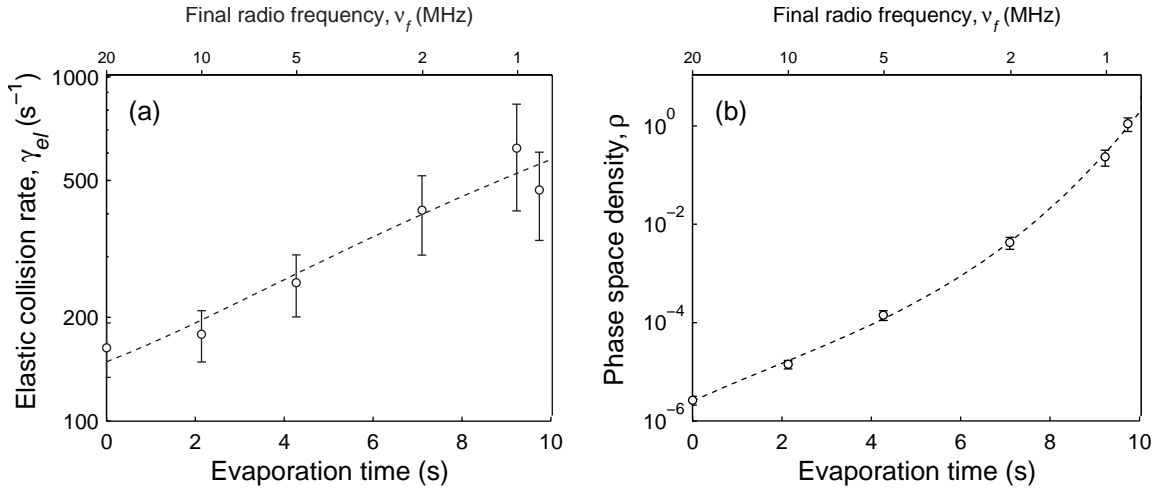 Final radio frequency, ν_f (MHz)
20 10 5 2 1
Elastic collision rate, γ_el (s⁻¹)
(a)
1000
500
200
100
0 2 4 6 8 10
Evaporation time (s)
Final radio frequency, ν_f (MHz)
20 10 5 2 1
Phase space density, ρ
(b)
10⁰
10⁻²
10⁻⁴
10⁻⁶
0 2 4 6 8 10
Evaporation time (s)